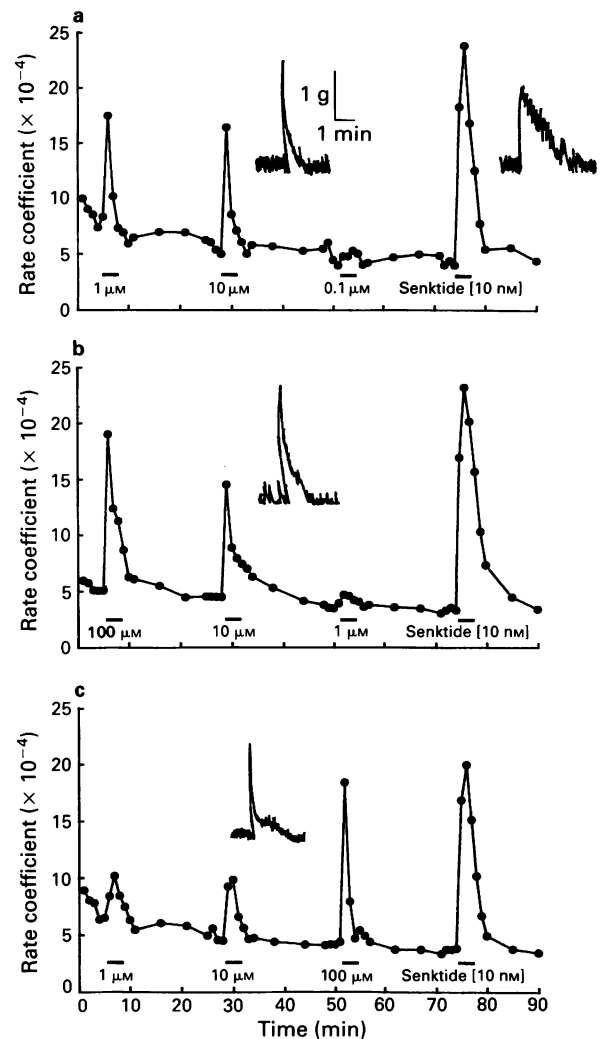 a
Rate coefficient (× 10⁻⁴)
25
20
15
10
5
0
1 g
1 min
1 μM
10 μM
0.1 μM
Senktide [10 nM]
b
Rate coefficient (× 10⁻⁴)
25
20
15
10
5
0
100 μM
10 μM
1 μM
Senktide [10 nM]
c
Rate coefficient (× 10⁻⁴)
25
20
15
10
5
0
1 μM
10 μM
100 μM
Senktide [10 nM]
0 10 20 30 40 50 60 70 80 90
Time (min)